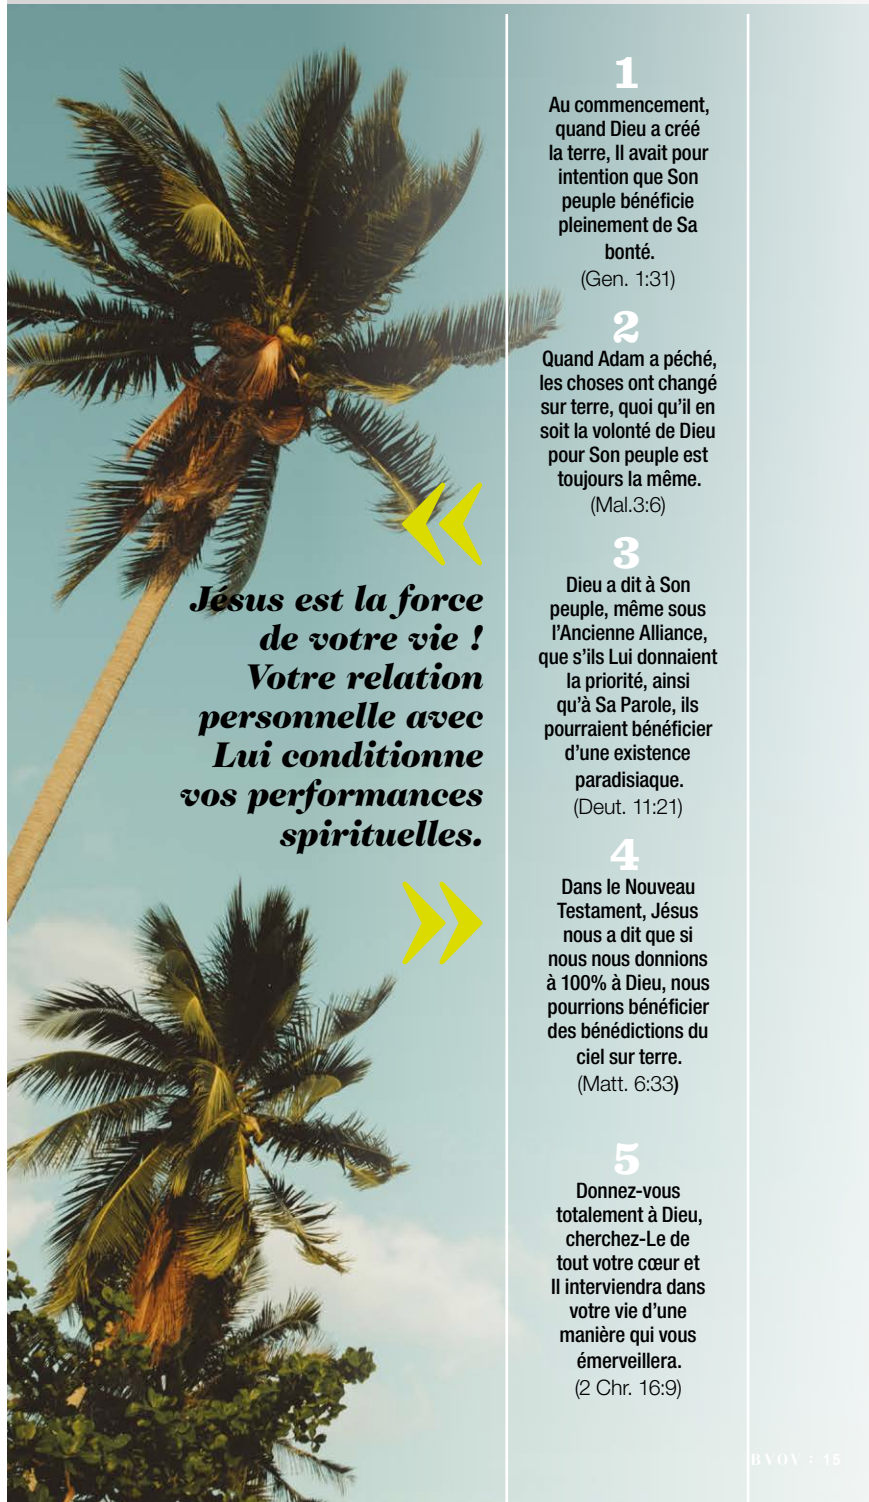 «
Jésus est la force
de votre vie !
Votre relation
personnelle avec
Lui conditionne
vos performances
spirituelles.
»
1
Au commencement,
quand Dieu a créé
la terre, Il avait pour
intention que Son
peuple bénéficie
pleinement de Sa
bonté.
(Gen. 1:31)
2
Quand Adam a péché,
les choses ont changé
sur terre, quoi qu'il en
soit la volonté de Dieu
pour Son peuple est
toujours la même.
(Mal.3:6)
3
Dieu a dit à Son
peuple, même sous
l'Ancienne Alliance,
que s'ils Lui donnaient
la priorité, ainsi
qu'à Sa Parole, ils
pourraient bénéficier
d'une existence
paradisiaque.
(Deut. 11:21)
4
Dans le Nouveau
Testament, Jésus
nous a dit que si
nous nous donnions
à 100% à Dieu, nous
pourrions bénéficier
des bénédictions du
ciel sur terre.
(Matt. 6:33)
5
Donnez-vous
totalement à Dieu,
cherchez-Le de
tout votre cœur et
Il interviendra dans
votre vie d'une
manière qui vous
émerveillera.
(2 Chr. 16:9)
BVOV : 15